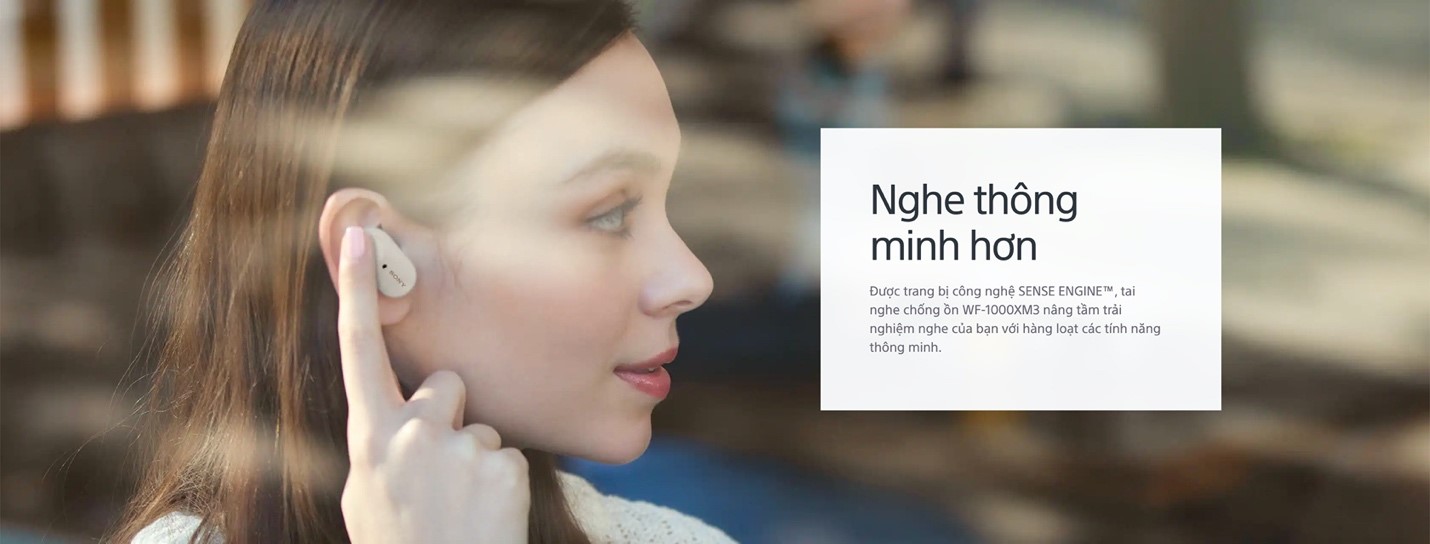 SONY
Nghe thông
minh hơn
Được trang bị công nghệ SENSE ENGINE™, tai
nghe chống ồn WF-1000XM3 nâng tầm trải
nghiệm nghe của bạn với hàng loạt các tính năng
thông minh.